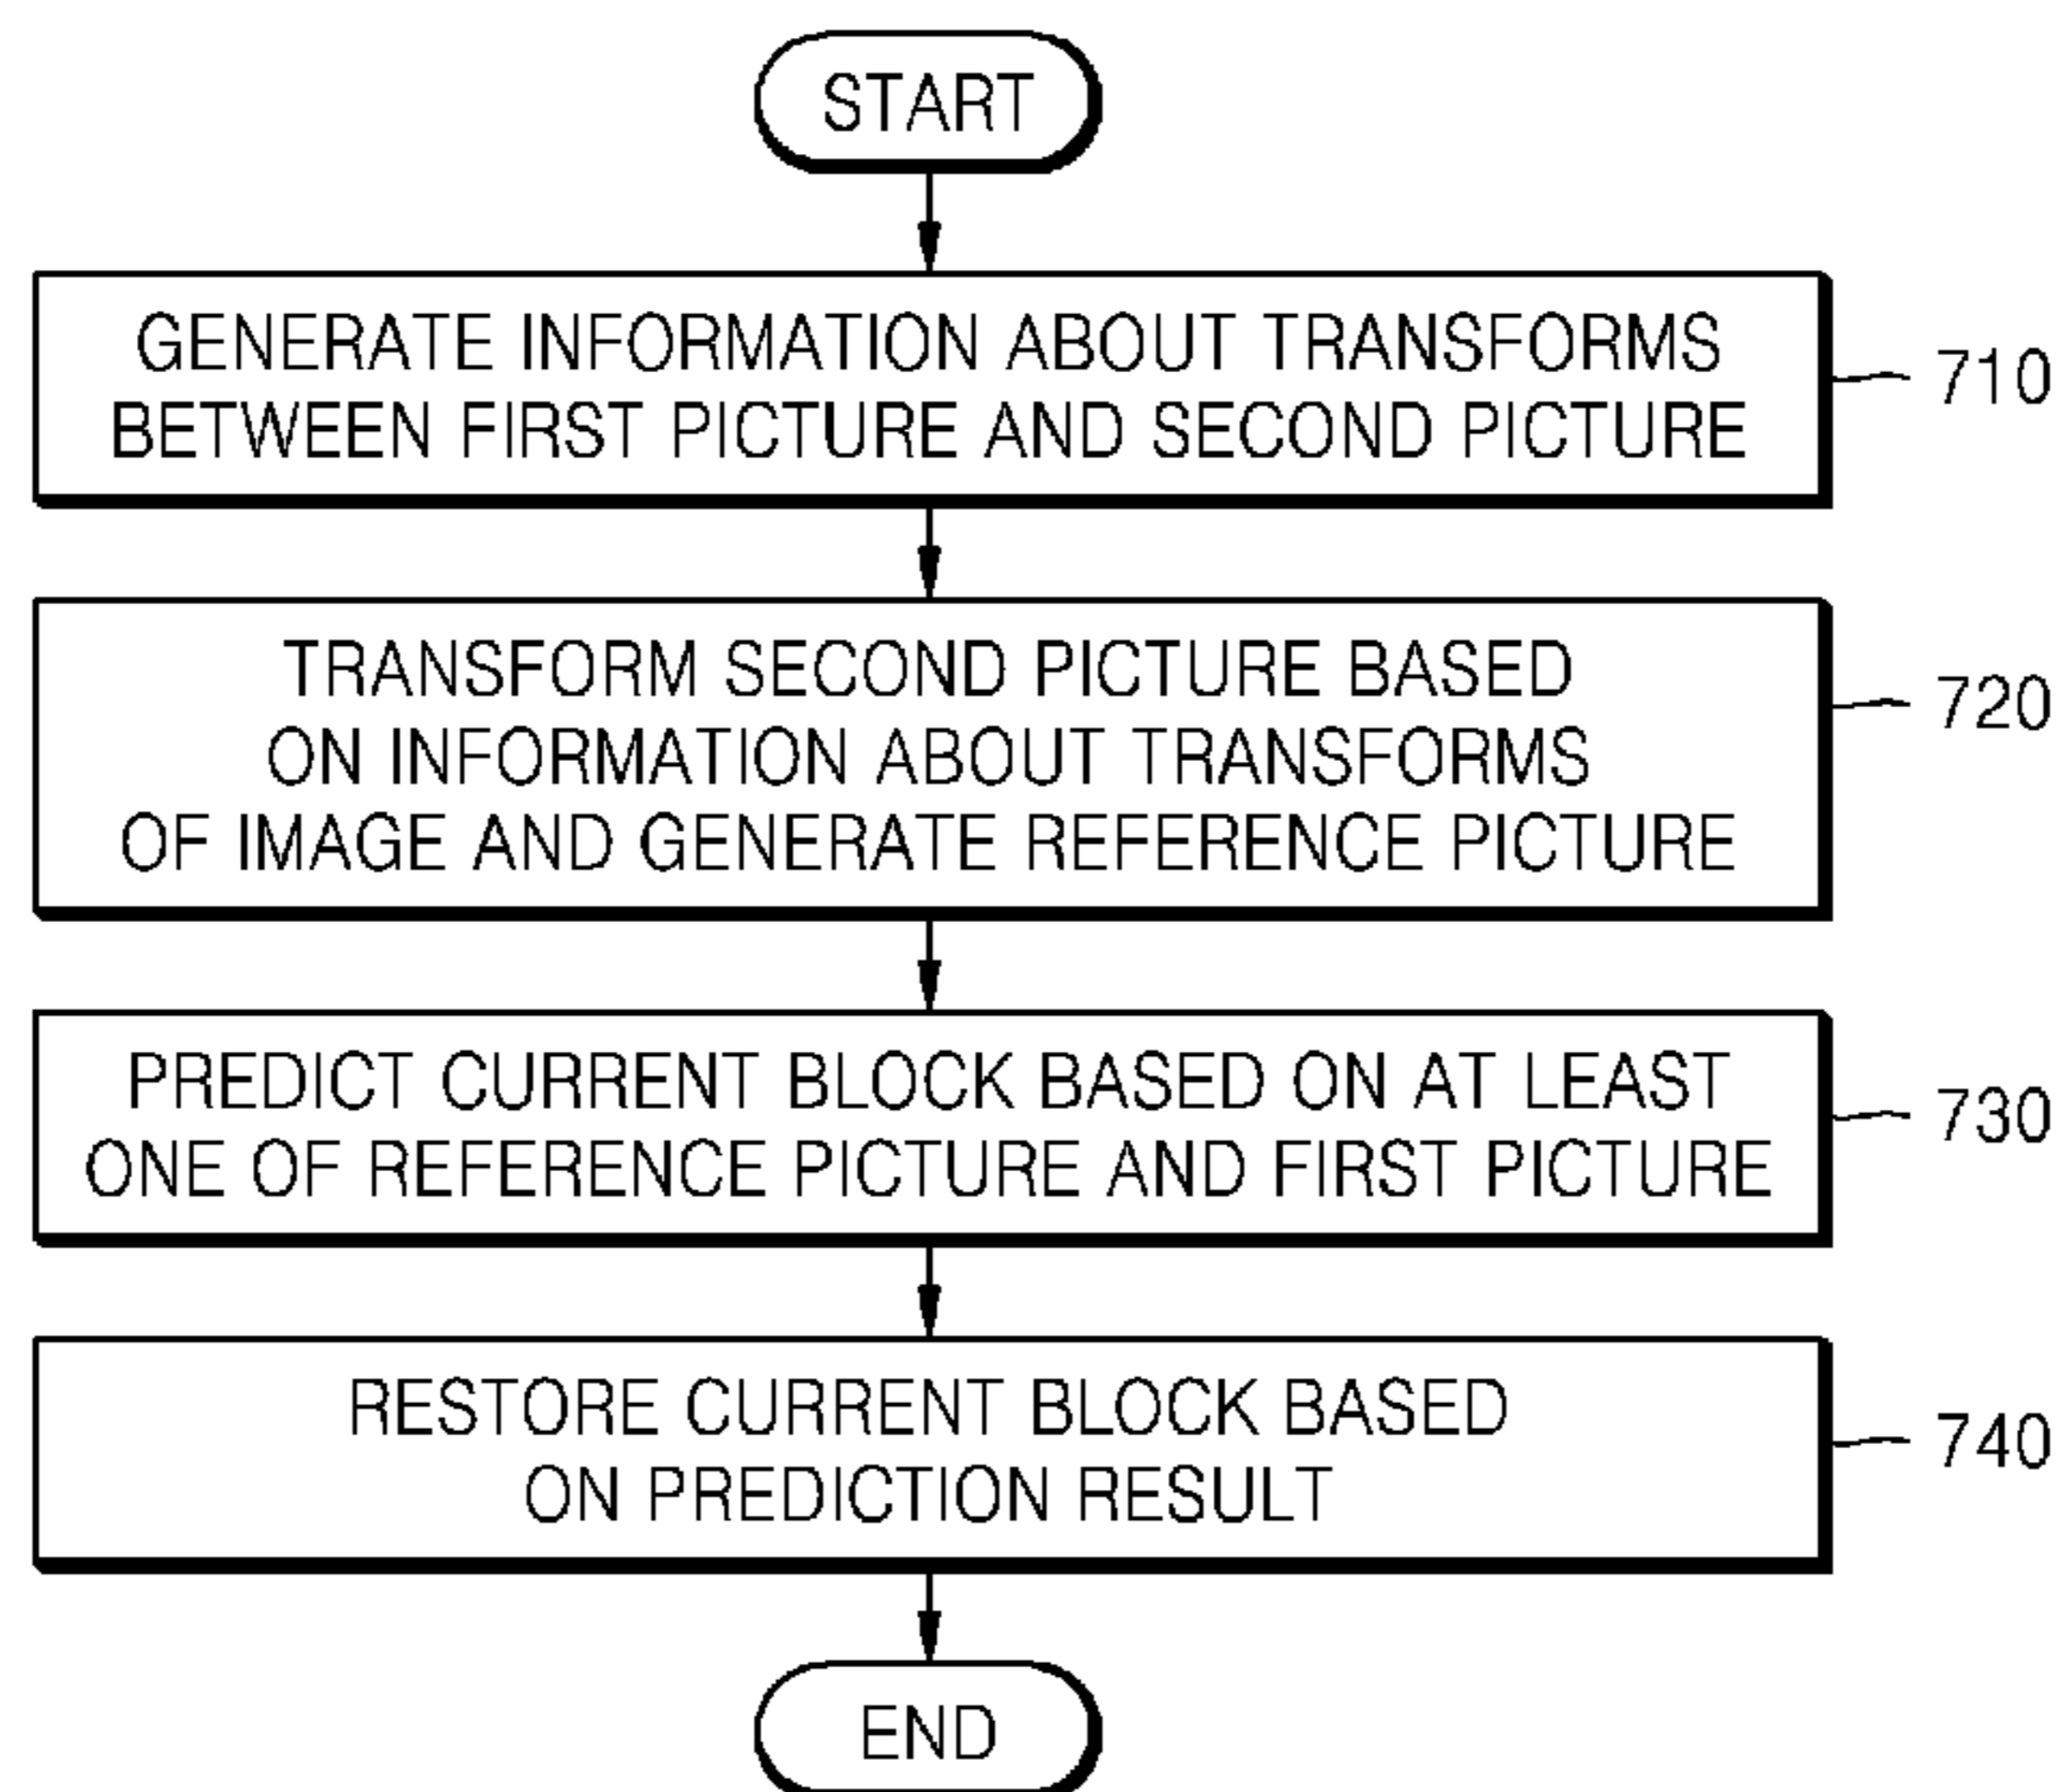 START
GENERATE INFORMATION ABOUT TRANSFORMS
BETWEEN FIRST PICTURE AND SECOND PICTURE
710
TRANSFORM SECOND PICTURE BASED
ON INFORMATION ABOUT TRANSFORMS
OF IMAGE AND GENERATE REFERENCE PICTURE
720
PREDICT CURRENT BLOCK BASED ON AT LEAST
ONE OF REFERENCE PICTURE AND FIRST PICTURE
730
RESTORE CURRENT BLOCK BASED
ON PREDICTION RESULT
740
END